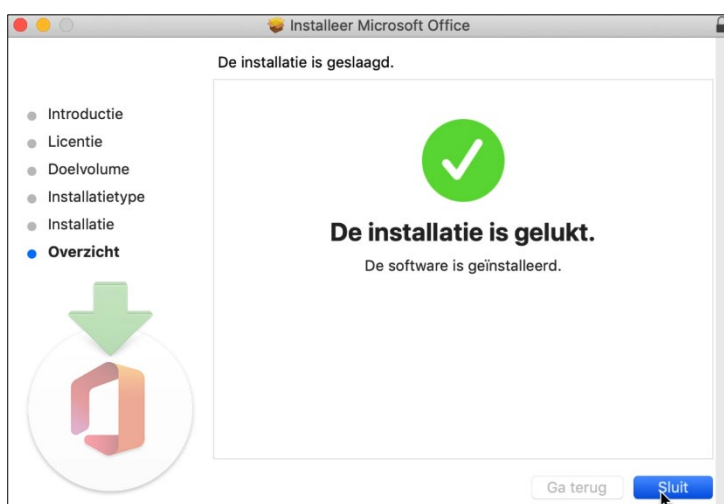 Installeer Microsoft Office
De installatie is geslaagd.
Introductie
Licentie
Doelvolume
Installatietype
Installatie
Overzicht
De installatie is gelukt.
De software is geïnstalleerd.
Ga terug
Sluit